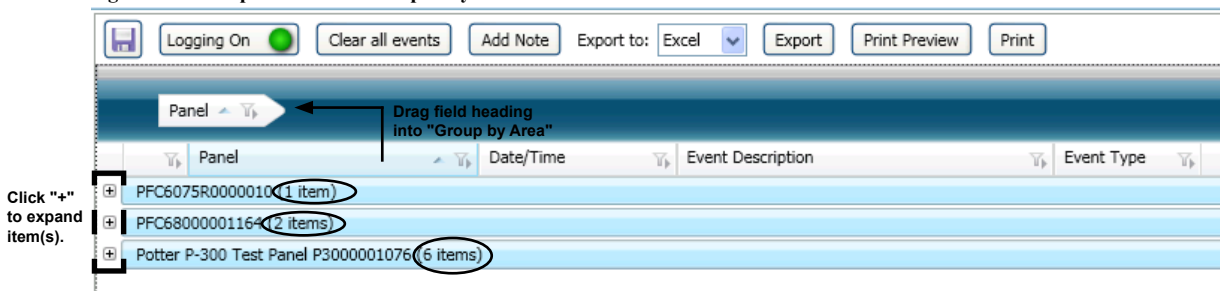 Logging On Clear all events Add Note Export to: Excel Export Print Preview Print
Panel
Drag field heading
into "Group by Area"
Panel Date/Time Event Description Event Type
Click "+"
to expand
item(s).
PFC6075R0000010 (1 item)
PFC68000001164 (2 items)
Potter P-300 Test Panel P3000001076 (6 items)